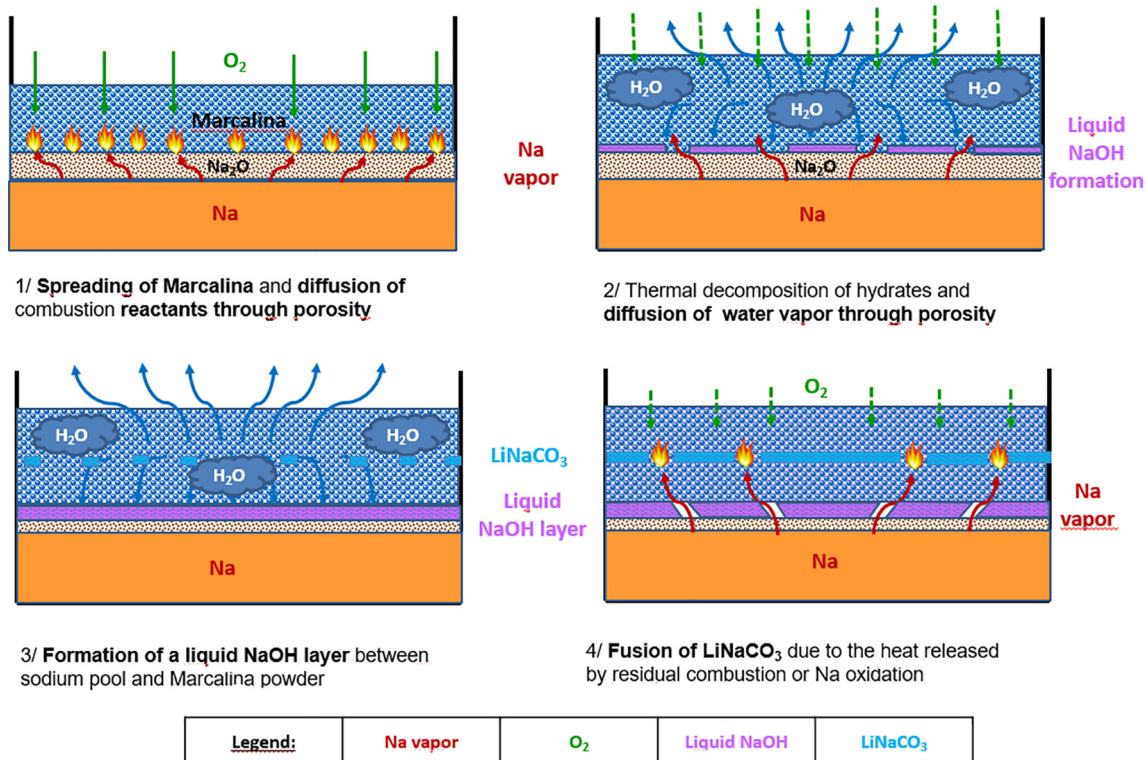 O2
Marcalina
Na2O
Na
Na
vapor
1/ Spreading of Marcalina and diffusion of
combustion reactants through porosity
H2O
H2O
H2O
Na2O
Na
Liquid
NaOH
formation
2/ Thermal decomposition of hydrates and
diffusion of water vapor through porosity
H2O
H2O
H2O
Na
LiNaCO3
Liquid
NaOH layer
3/ Formation of a liquid NaOH layer between
sodium pool and Marcalina powder
O2
Na
Na
vapor
4/ Fusion of LiNaCO3 due to the heat released
by residual combustion or Na oxidation
Legend: Na vapor O2 Liquid NaOH LiNaCO3